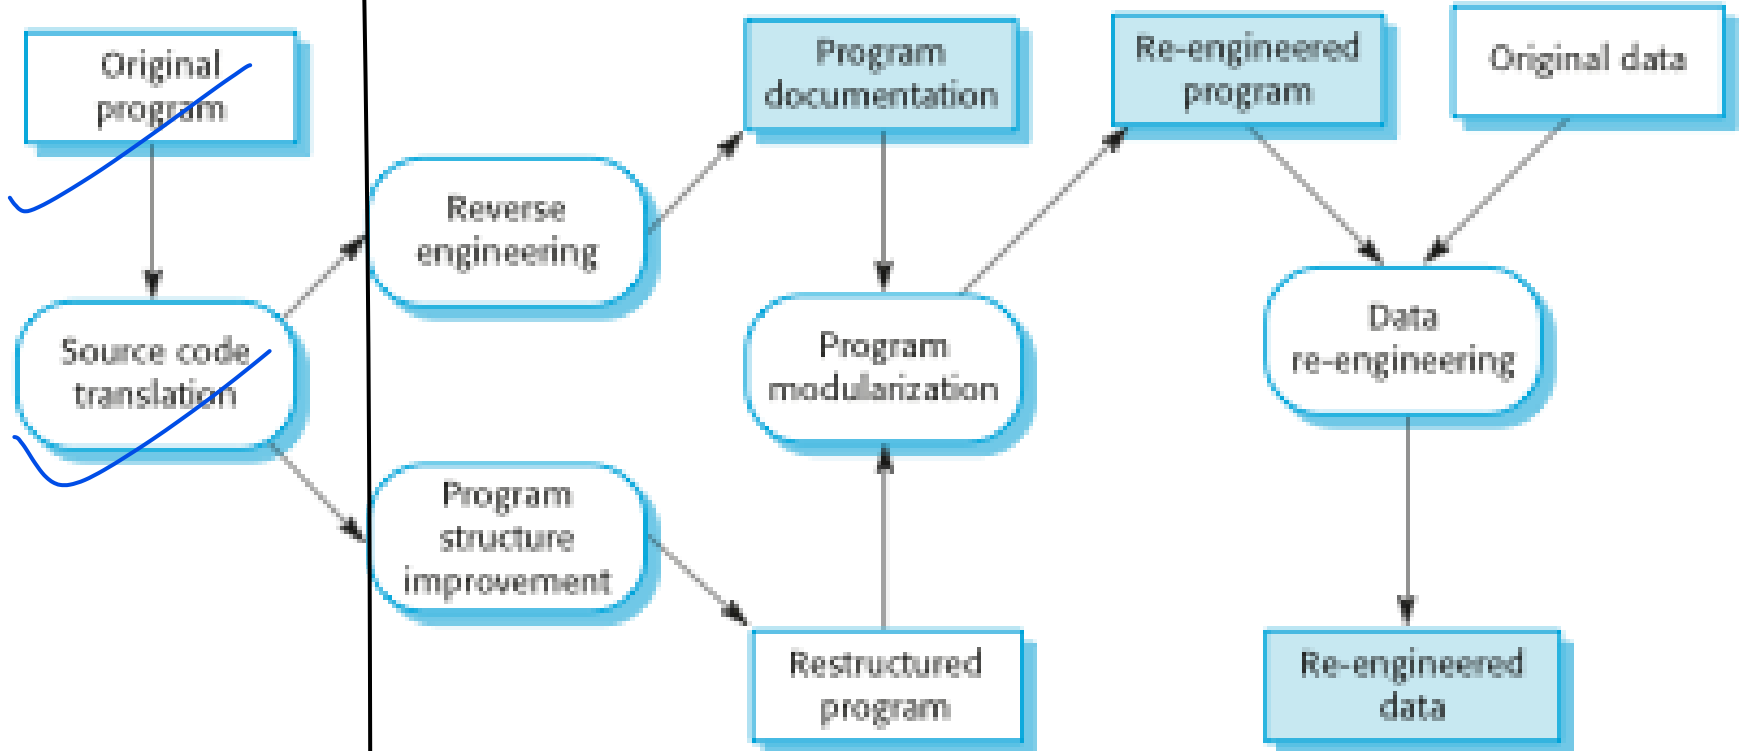 Original
program
Source code
translation
Reverse
engineering
Program
structure
improvement
Program
documentation
Program
modularization
Restructured
program
Re-engineered
program
Original data
Data
re-engineering
Re-engineered
data